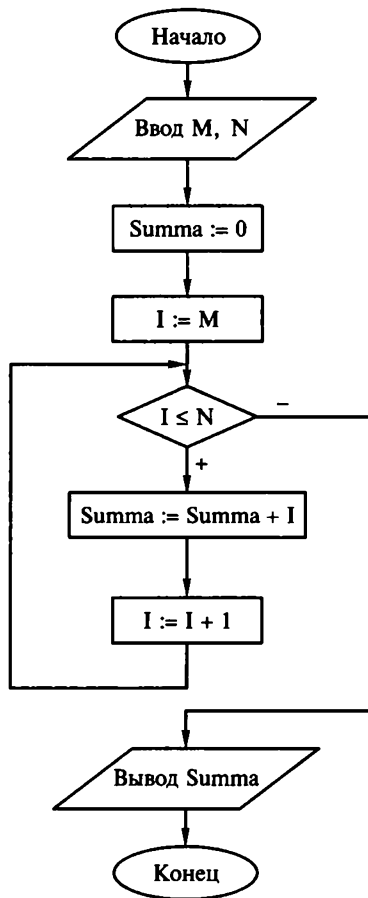 Начало
Ввод M, N
Summa := 0
I := M
I ≤ N
–
+
Summa := Summa + I
I := I + 1
Вывод Summa
Конец